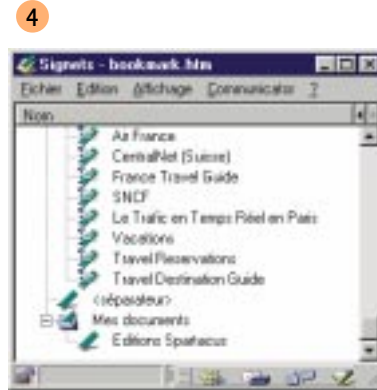 4
Signets - bookmark.htm
Fichier Edition Affichage Communicator ?
Nom
Air France
CentralNet (Suisse)
France Travel Guide
SNCF
Le Trafic en Temps Réel en Paris
Vacations
Travel Reservations
Travel Destination Guide
<séparateur>
Mes documents
Editions Spartacus